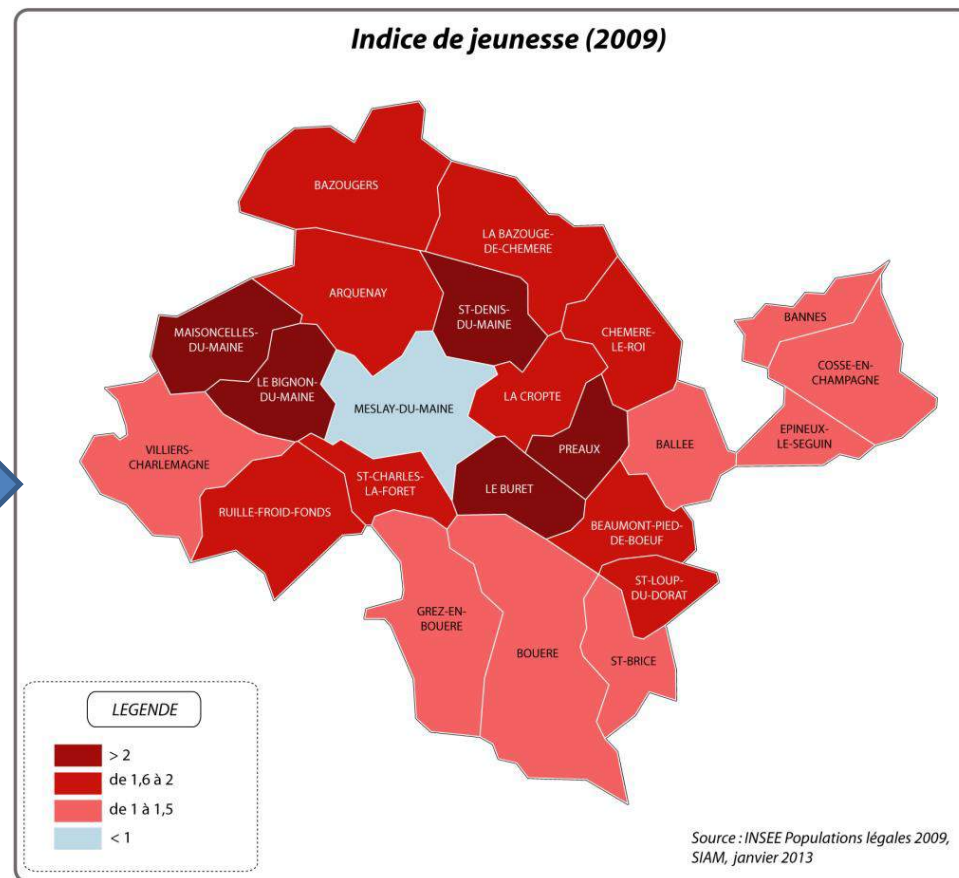 Indice de jeunesse (2009)
BAZOUGERS
LA BAZOUGE-
DE-CHEMERE
ARQUENAY
ST-DENIS-
DU-MAINE
CHEMERE-
LE-ROI
BANNES
COSSE-EN-
CHAMPAGNE
MAISONCELLES-
DU-MAINE
LE BIGNON-
DU-MAINE
MESLAY-DU-MAINE
LA CROPTE
PREAUX
BALLEE
EPINEUX-
LE-SEGUIN
VILLIERS-
CHARLEMAGNE
ST-CHARLES-
LA-FORET
LE BURET
RUILLE-FROID-FONDS
BEAUMONT-PIED-
DE-BOEUF
ST-LOUP-
DU-DORAT
GREZ-EN-
BOUERE
BOUERE
ST-BRICE
LEGENDE
> 2
de 1,6 à 2
de 1 à 1,5
< 1
Source : INSEE Populations légales 2009,
SIAM, janvier 2013